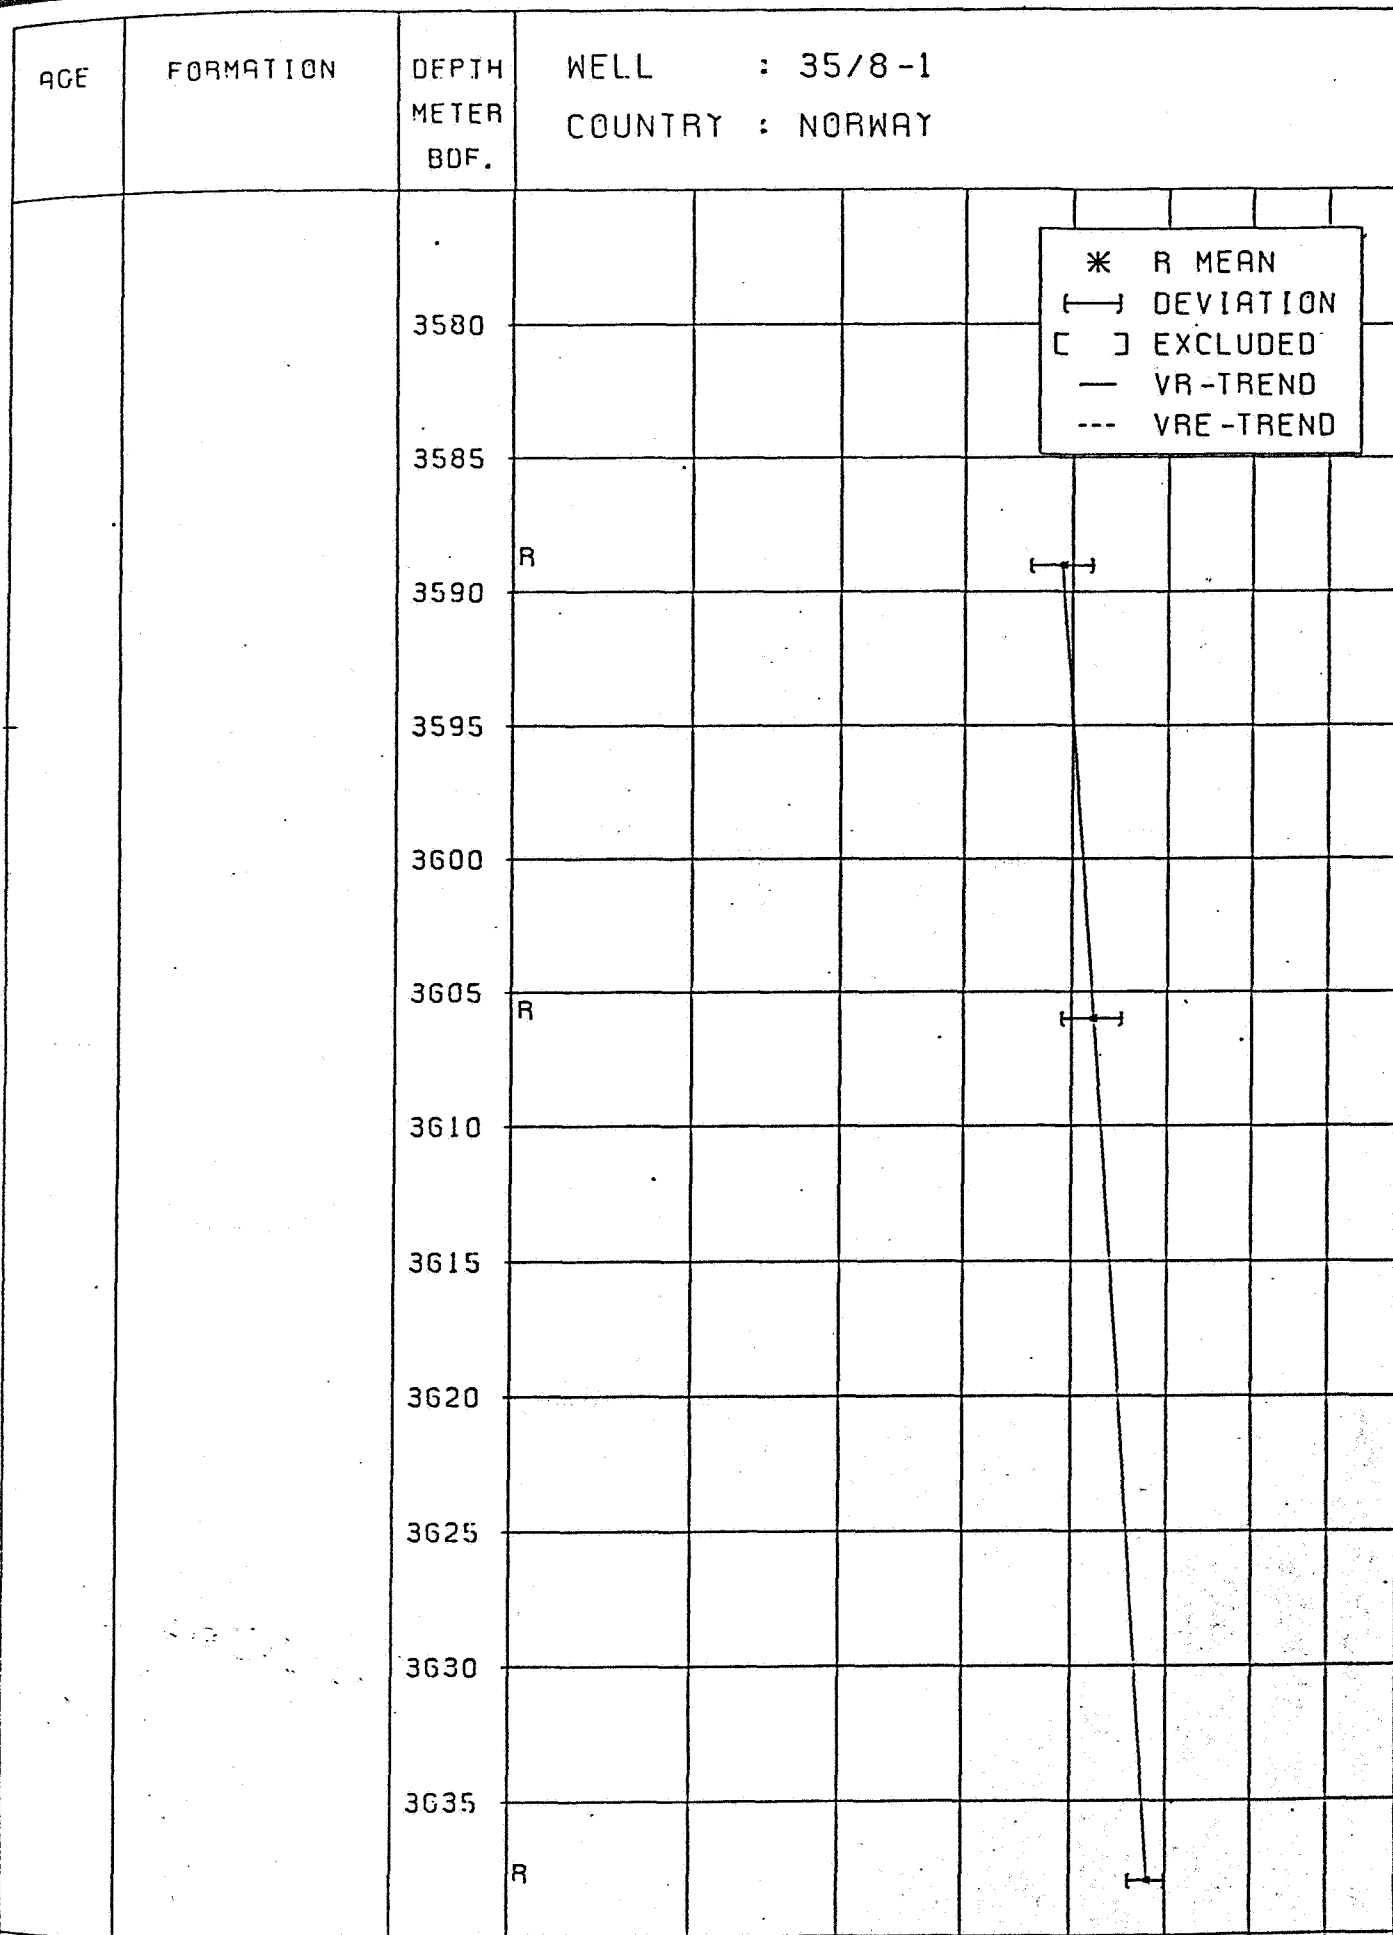 AGE
FORMATION
DEPTH
METER
BDF.
WELL : 35/8-1
COUNTRY : NORWAY
R MEAN
DEVIATION
EXCLUDED
VR-TREND
VRE-TREND
3580
3585
R
3590
3595
3600
3605
R
3610
3615
3620
3625
3630
3635
R